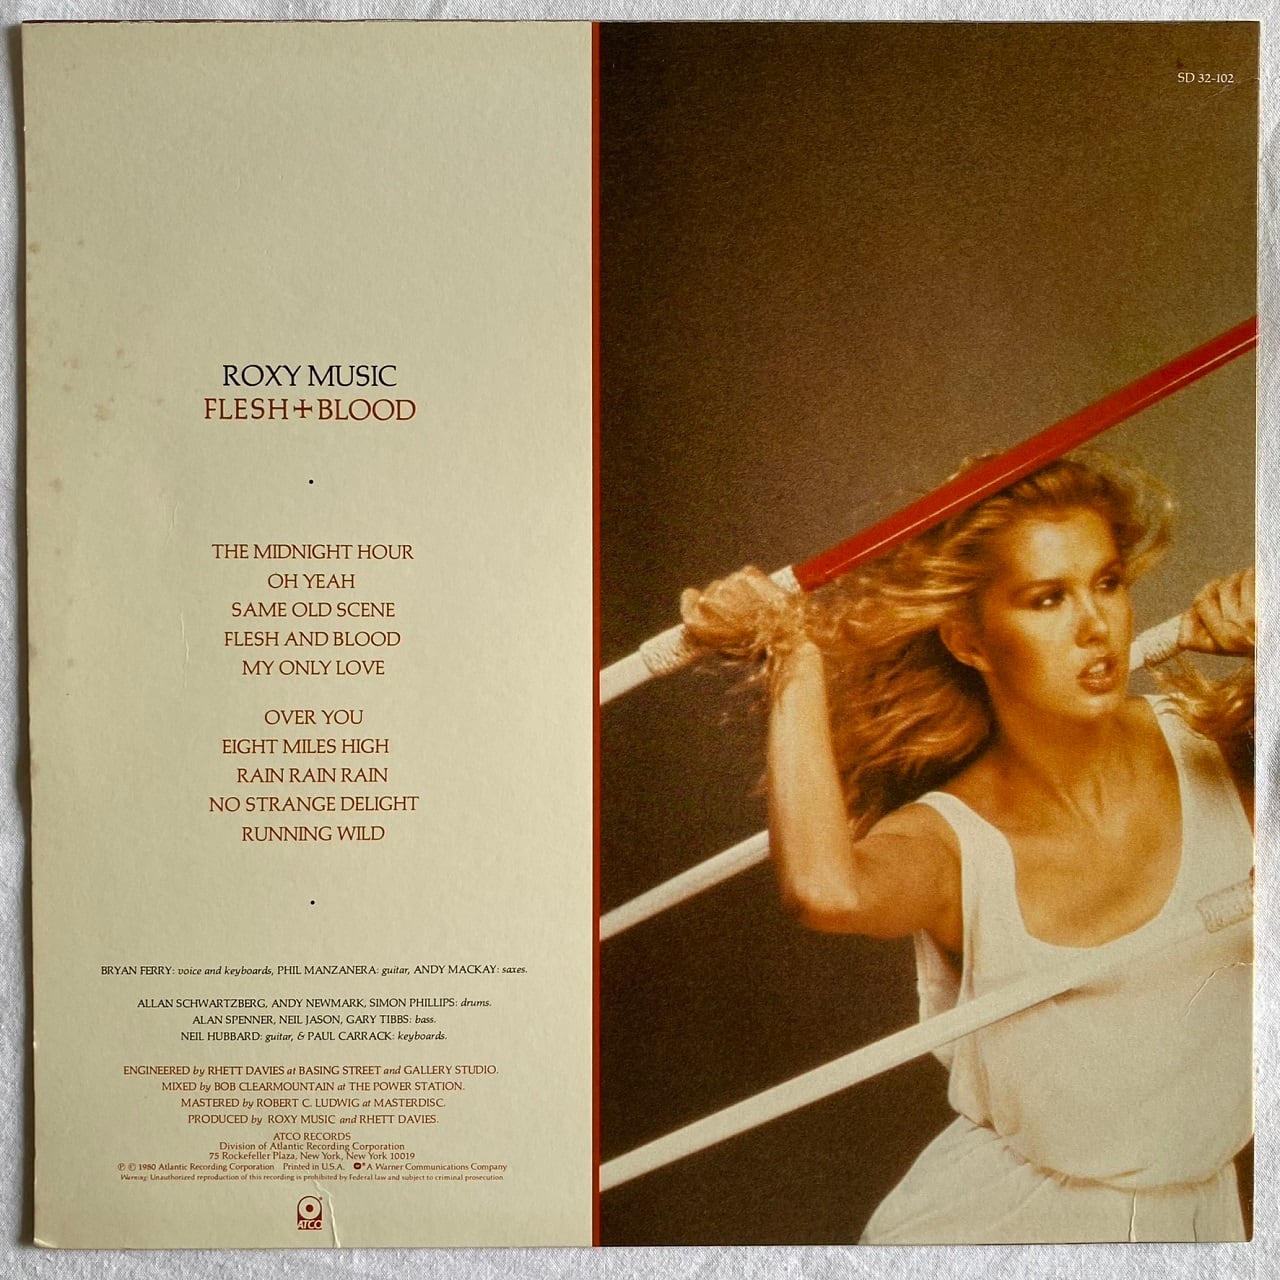 SD 32-102
ROXY MUSIC
FLESH+BLOOD
THE MIDNIGHT HOUR
OH YEAH
SAME OLD SCENE
FLESH AND BLOOD
MY ONLY LOVE
OVER YOU
EIGHT MILES HIGH
RAIN RAIN RAIN
NO STRANGE DELIGHT
RUNNING WILD
BRYAN FERRY: voice and keyboards, PHIL MANZANERA: guitar, ANDY MACKAY: saxes.
ALLAN SCHWARTZBERG, ANDY NEWMARK, SIMON PHILLIPS: drums.
ALAN SPENNER, NEIL JASON, GARY TIBBS: bass.
NEIL HUBBARD: guitar, & PAUL CARRACK: keyboards.
ENGINEERED by RHETT DAVIES at BASING STREET and GALLERY STUDIO.
MIXED by BOB CLEARMOUNTAIN at THE POWER STATION.
MASTERED by ROBERT C. LUDWIG at MASTERDISC.
PRODUCED by ROXY MUSIC and RHETT DAVIES.
ATCO RECORDS
Division of Atlantic Recording Corporation
75 Rockefeller Plaza, New York, New York 10019
℗ © 1980 Atlantic Recording Corporation Printed in U.S.A. ® A Warner Communications Company
Warning: Unauthorized reproduction of this recording is prohibited by Federal law and subject to criminal prosecution.
ATCO